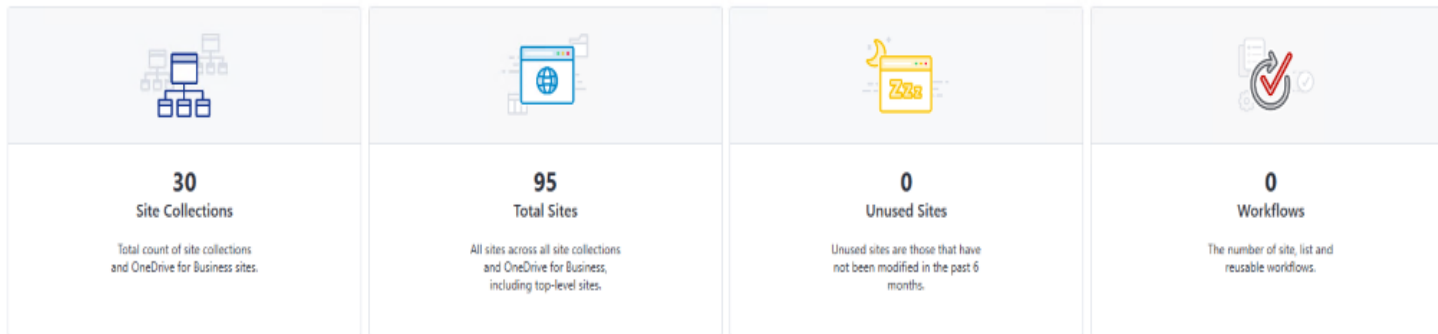 Zzz
30
Site Collections
Total count of site collections
and OneDrive for Business sites.
95
Total Sites
All sites across all site collections
and OneDrive for Business,
including top-level sites.
0
Unused Sites
Unused sites are those that have
not been modified in the past 6
months.
0
Workflows
The number of site, list and
reusable workflows.